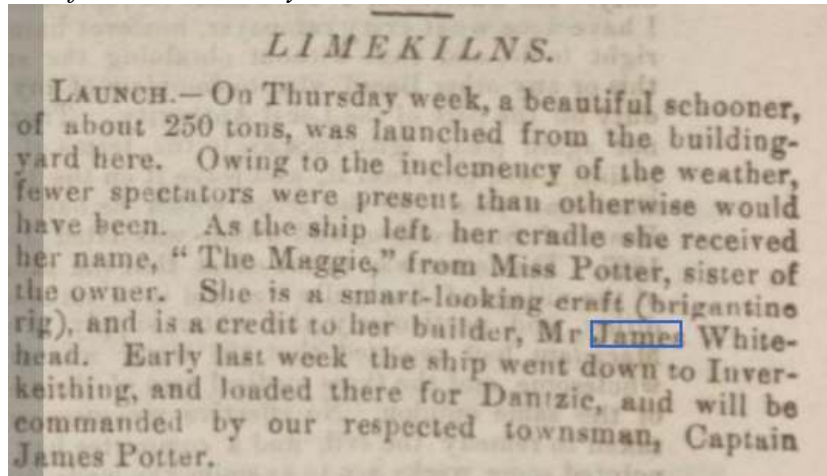 LIMEKILNS.
LAUNCH.—On Thursday week, a beautiful schooner,
of about 250 tons, was launched from the building-
yard here. Owing to the inclemency of the weather,
fewer spectators were present than otherwise would
have been. As the ship left her cradle she received
her name, “ The Maggie,” from Miss Potter, sister of
the owner. She is a smart-looking craft (brigantine
rig), and is a credit to her builder, Mr James White-
head. Early last week the ship went down to Inver-
keithing, and loaded there for Dantzic, and will be
commanded by our respected townsman, Captain
James Potter.